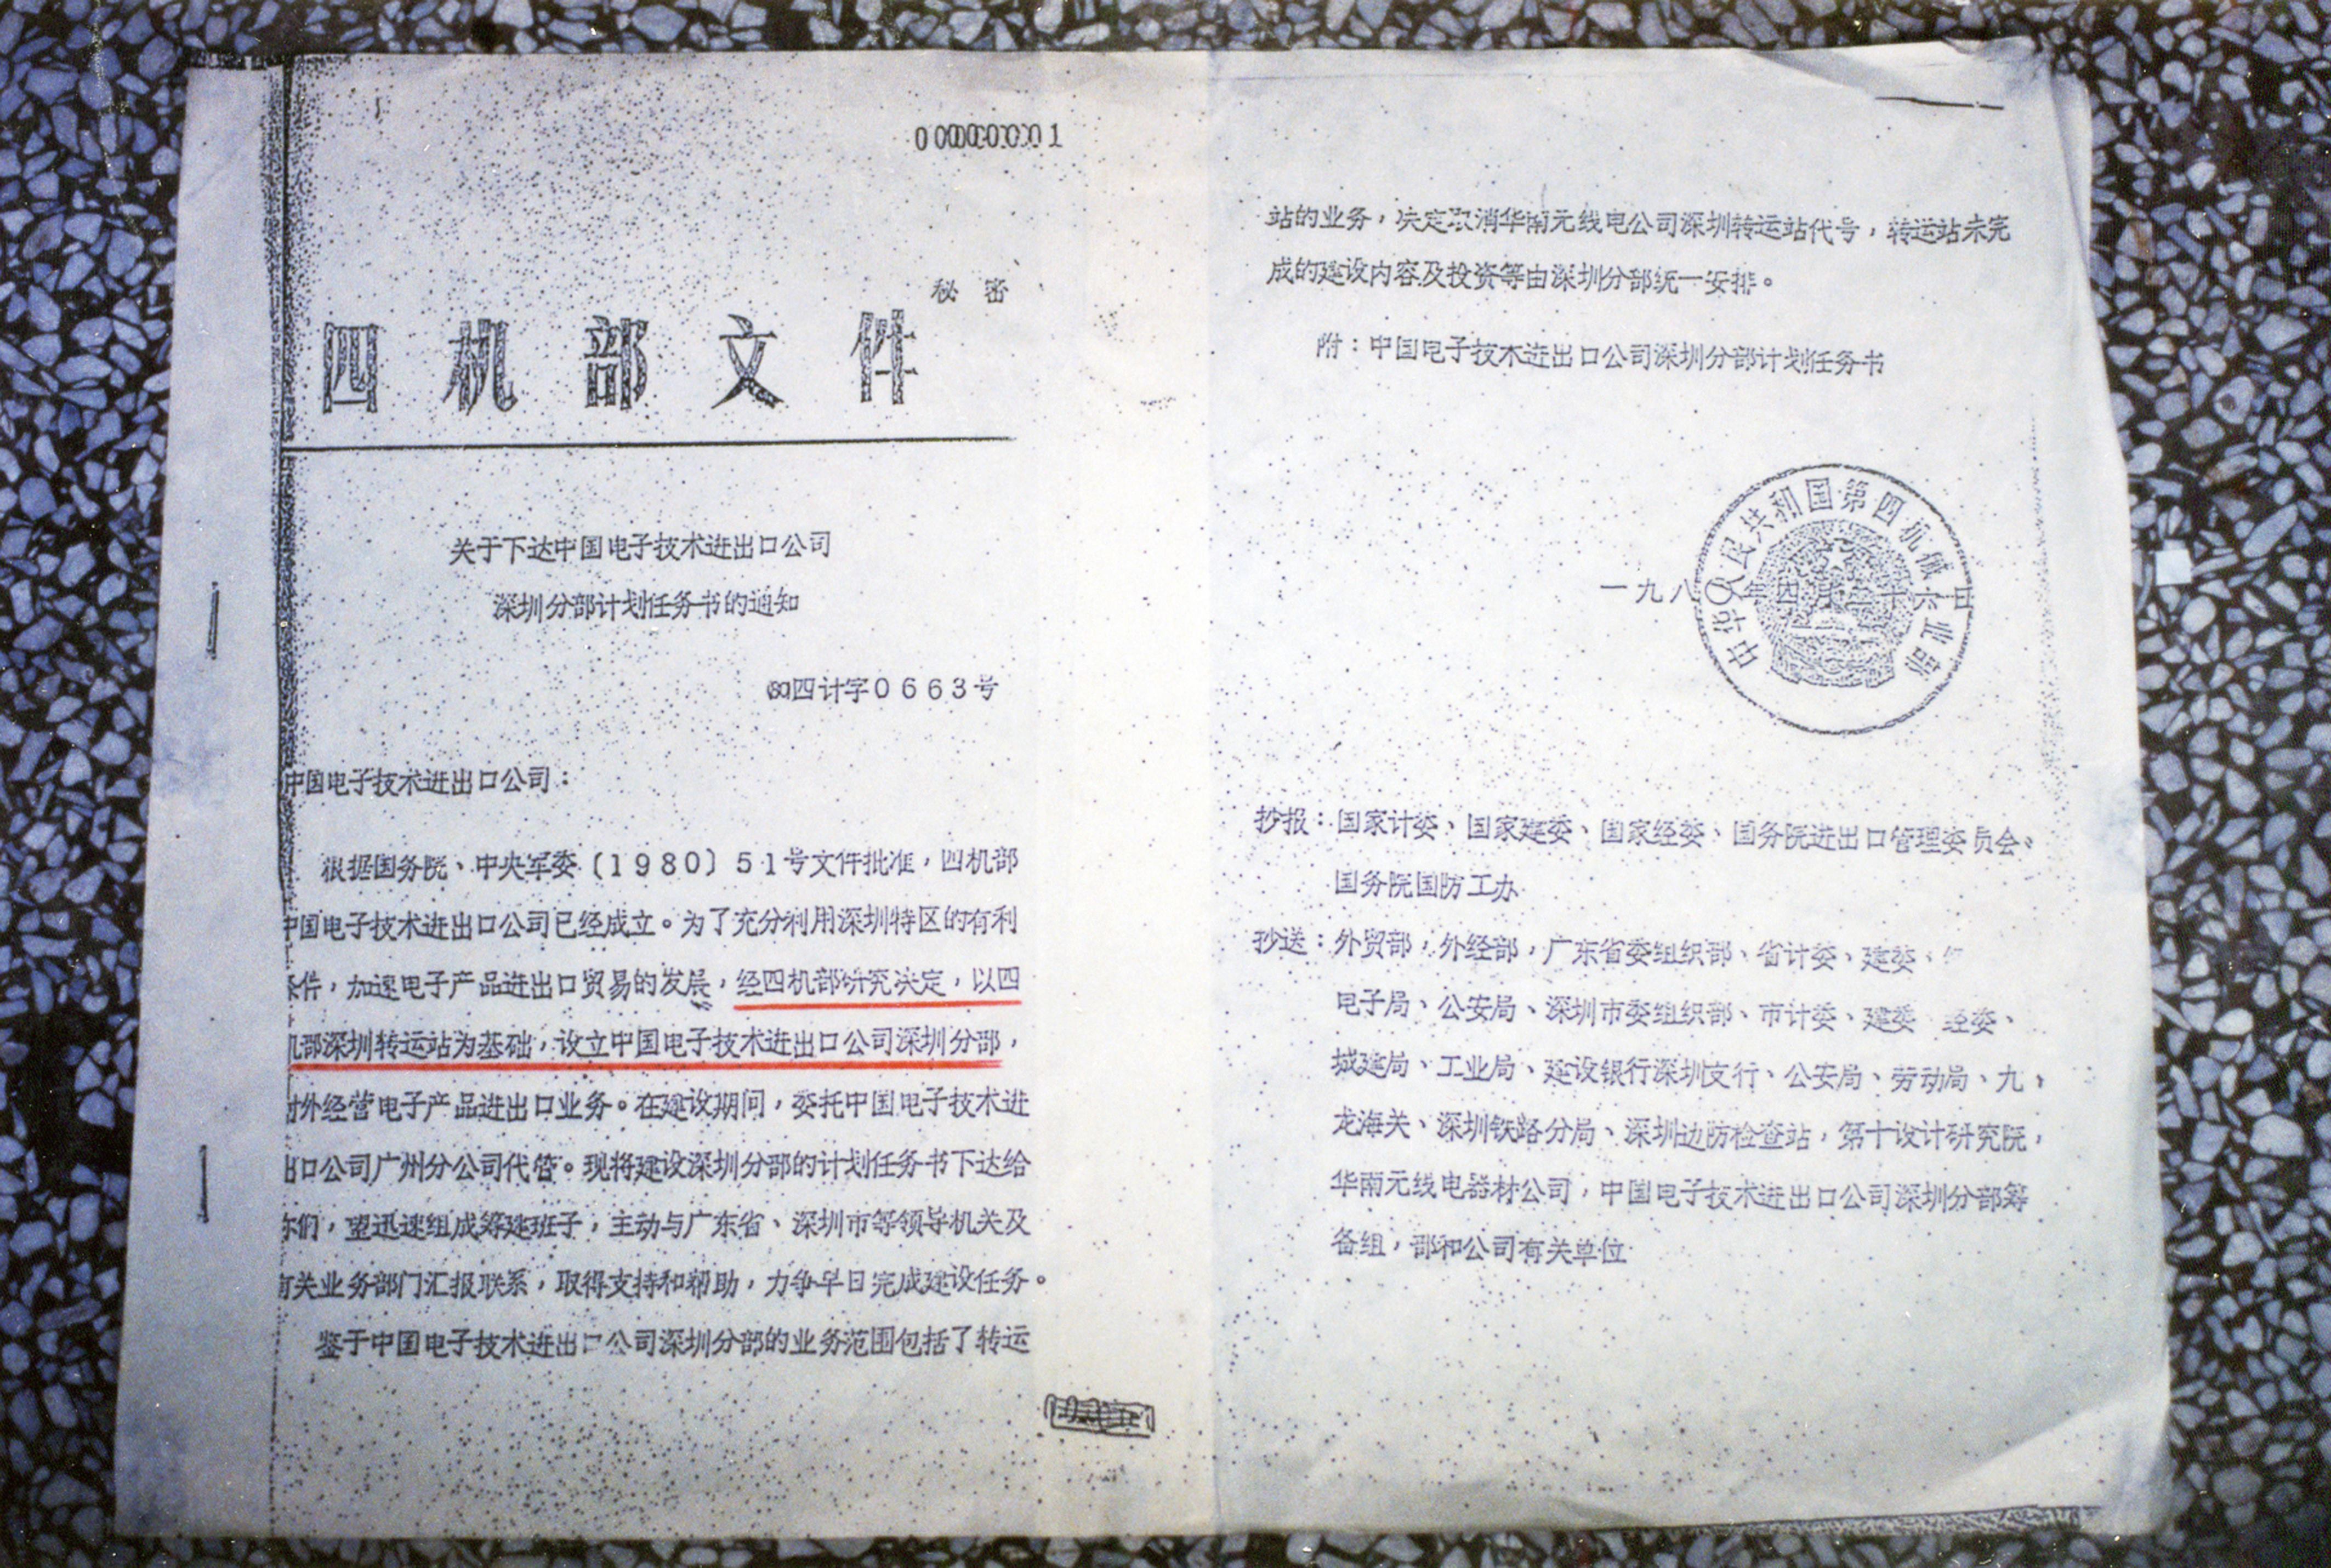 000000001
秘密
四机部文件
关于下达中国电子技术进出口公司
深圳分部计划任务书的通知
(80)四计字0663号
中国电子技术进出口公司：
根据国务院、中央军委〔1980〕51号文件批准，四机部
中国电子技术进出口公司已经成立。为了充分利用深圳特区的有利
条件，加速电子产品进出口贸易的发展，经四机部研究决定，以四
机部深圳转运站为基础，设立中国电子技术进出口公司深圳分部，
对外经营电子产品进出口业务。在建设期间，委托中国电子技术进
出口公司广州分公司代管。现将建设深圳分部的计划任务书下达给
你们，望迅速组成筹建班子，主动与广东省、深圳市等领导机关及
有关业务部门汇报联系，取得支持和帮助，力争早日完成建设任务。
鉴于中国电子技术进出口公司深圳分部的业务范围包括了转运
站的业务，决定取消华南无线电公司深圳转运站代号，转运站未完
成的建设内容及投资等由深圳分部统一安排。
附：中国电子技术进出口公司深圳分部计划任务书
中华人民共和国第四机械工业部
一九八〇年四月二十六日
抄报：国家计委、国家建委、国家经委、国务院进出口管理委员会、
国务院国防工办
抄送：外贸部，外经部，广东省委组织部、省计委、建委、
电子局、公安局、深圳市委组织部、市计委、建委、经委、
城建局、工业局、建设银行深圳支行、公安局、劳动局、九
龙海关、深圳铁路分局、深圳边防检查站，第十设计研究院，
华南无线电器材公司，中国电子技术进出口公司深圳分部筹
备组，部和公司有关单位